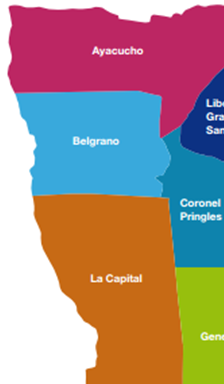 Ayacucho
Libe
Gra
San
Belgrano
Coronel
Pringles
La Capital
Gene